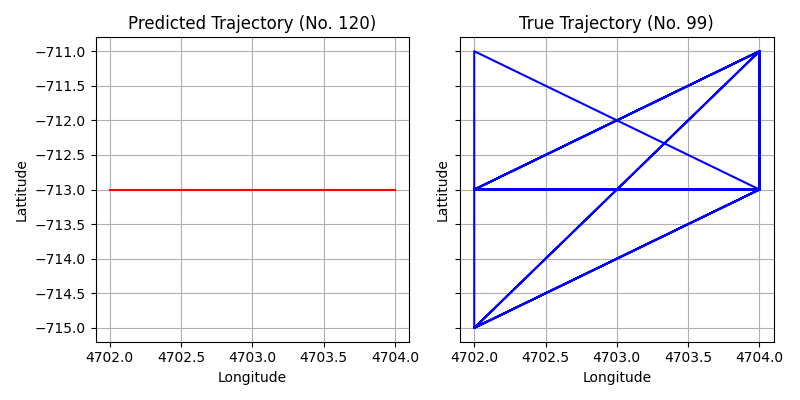 Predicted Trajectory (No. 120)
True Trajectory (No. 99)
−711.0
−711.5
−712.0
−712.5
−713.0
−713.5
−714.0
−714.5
−715.0
Lattitude
Lattitude
4702.0 4702.5 4703.0 4703.5 4704.0
4702.0 4702.5 4703.0 4703.5 4704.0
Longitude
Longitude